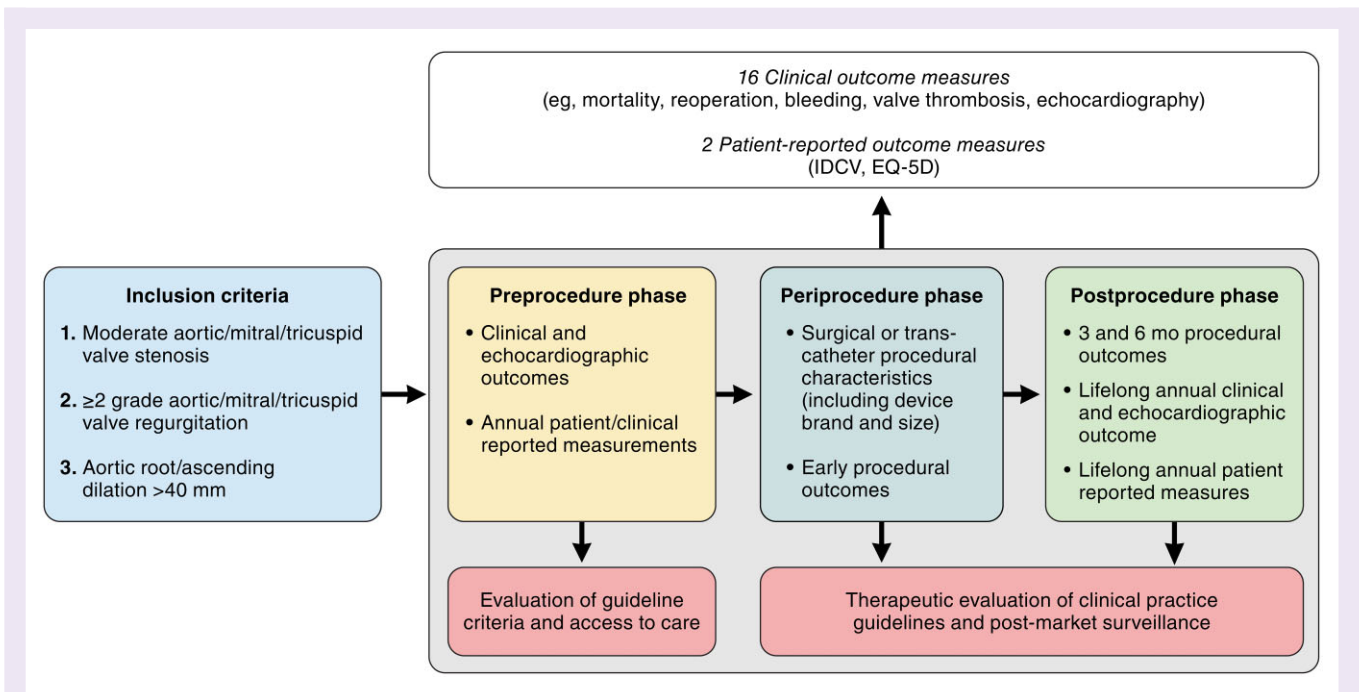 16 Clinical outcome measures
(eg, mortality, reoperation, bleeding, valve thrombosis, echocardiography)
2 Patient-reported outcome measures
(IDCV, EQ-5D)
Inclusion criteria
1. Moderate aortic/mitral/tricuspid
valve stenosis
2. ≥2 grade aortic/mitral/tricuspid
valve regurgitation
3. Aortic root/ascending
dilation >40 mm
Preprocedure phase
• Clinical and
echocardiographic
outcomes
• Annual patient/clinical
reported measurements
Periprocedure phase
• Surgical or trans-
catheter procedural
characteristics
(including device
brand and size)
• Early procedural
outcomes
Postprocedure phase
• 3 and 6 mo procedural
outcomes
• Lifelong annual clinical
and echocardiographic
outcome
• Lifelong annual patient
reported measures
Evaluation of guideline
criteria and access to care
Therapeutic evaluation of clinical practice
guidelines and post-market surveillance